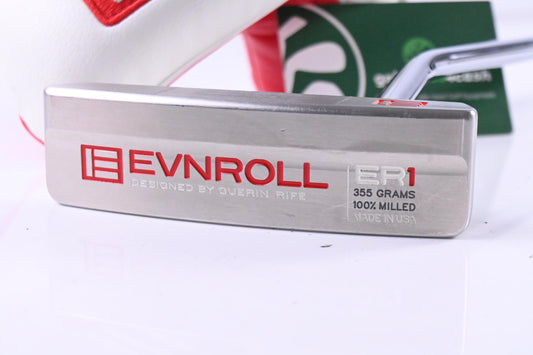 EVNROLL
DESIGNED BY GUERIN RIFE
ER1
355 GRAMS
100% MILLED
MADE IN USA